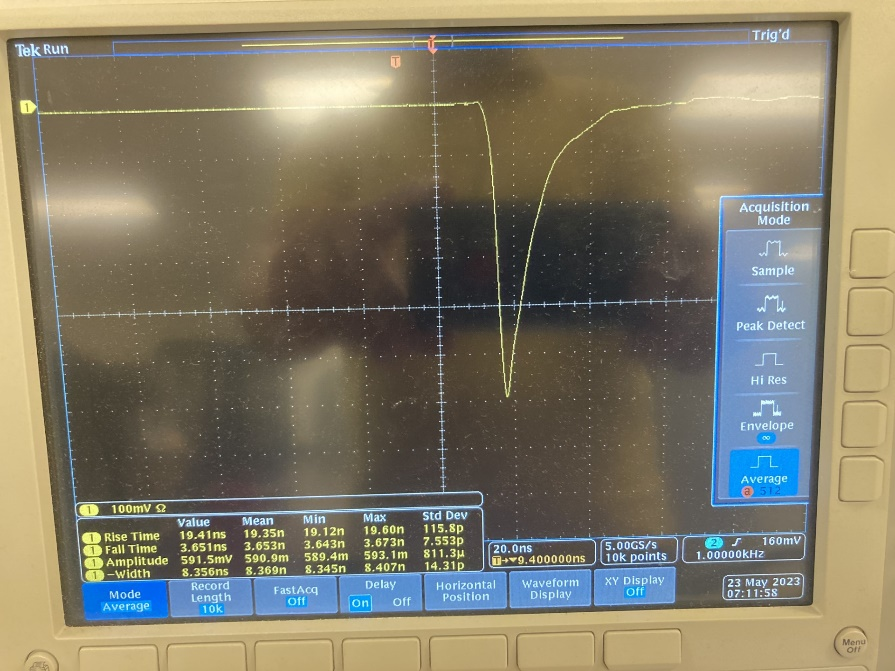 Tek Run
Trig'd
T
T
1
Acquisition
Mode
Sample
Peak Detect
Hi Res
Envelope
∞
Average
a 512
1 100mV Ω
Value Mean Min Max Std Dev
1 Rise Time 19.41ns 19.35n 19.12n 19.60n 115.8p
1 Fall Time 3.651ns 3.653n 3.643n 3.673n 7.553p
1 Amplitude 591.5mV 590.9m 589.4m 593.1m 811.3µ
1 −Width 8.356ns 8.369n 8.345n 8.407n 14.31p
20.0ns
T→▼9.400000ns
5.00GS/s
10k points
2 160mV
1.00000kHz
Mode
Average
Record
Length
10k
FastAcq
Off
Delay
On Off
Horizontal
Position
Waveform
Display
XY Display
Off
23 May 2023
07:11:58
Menu
Off